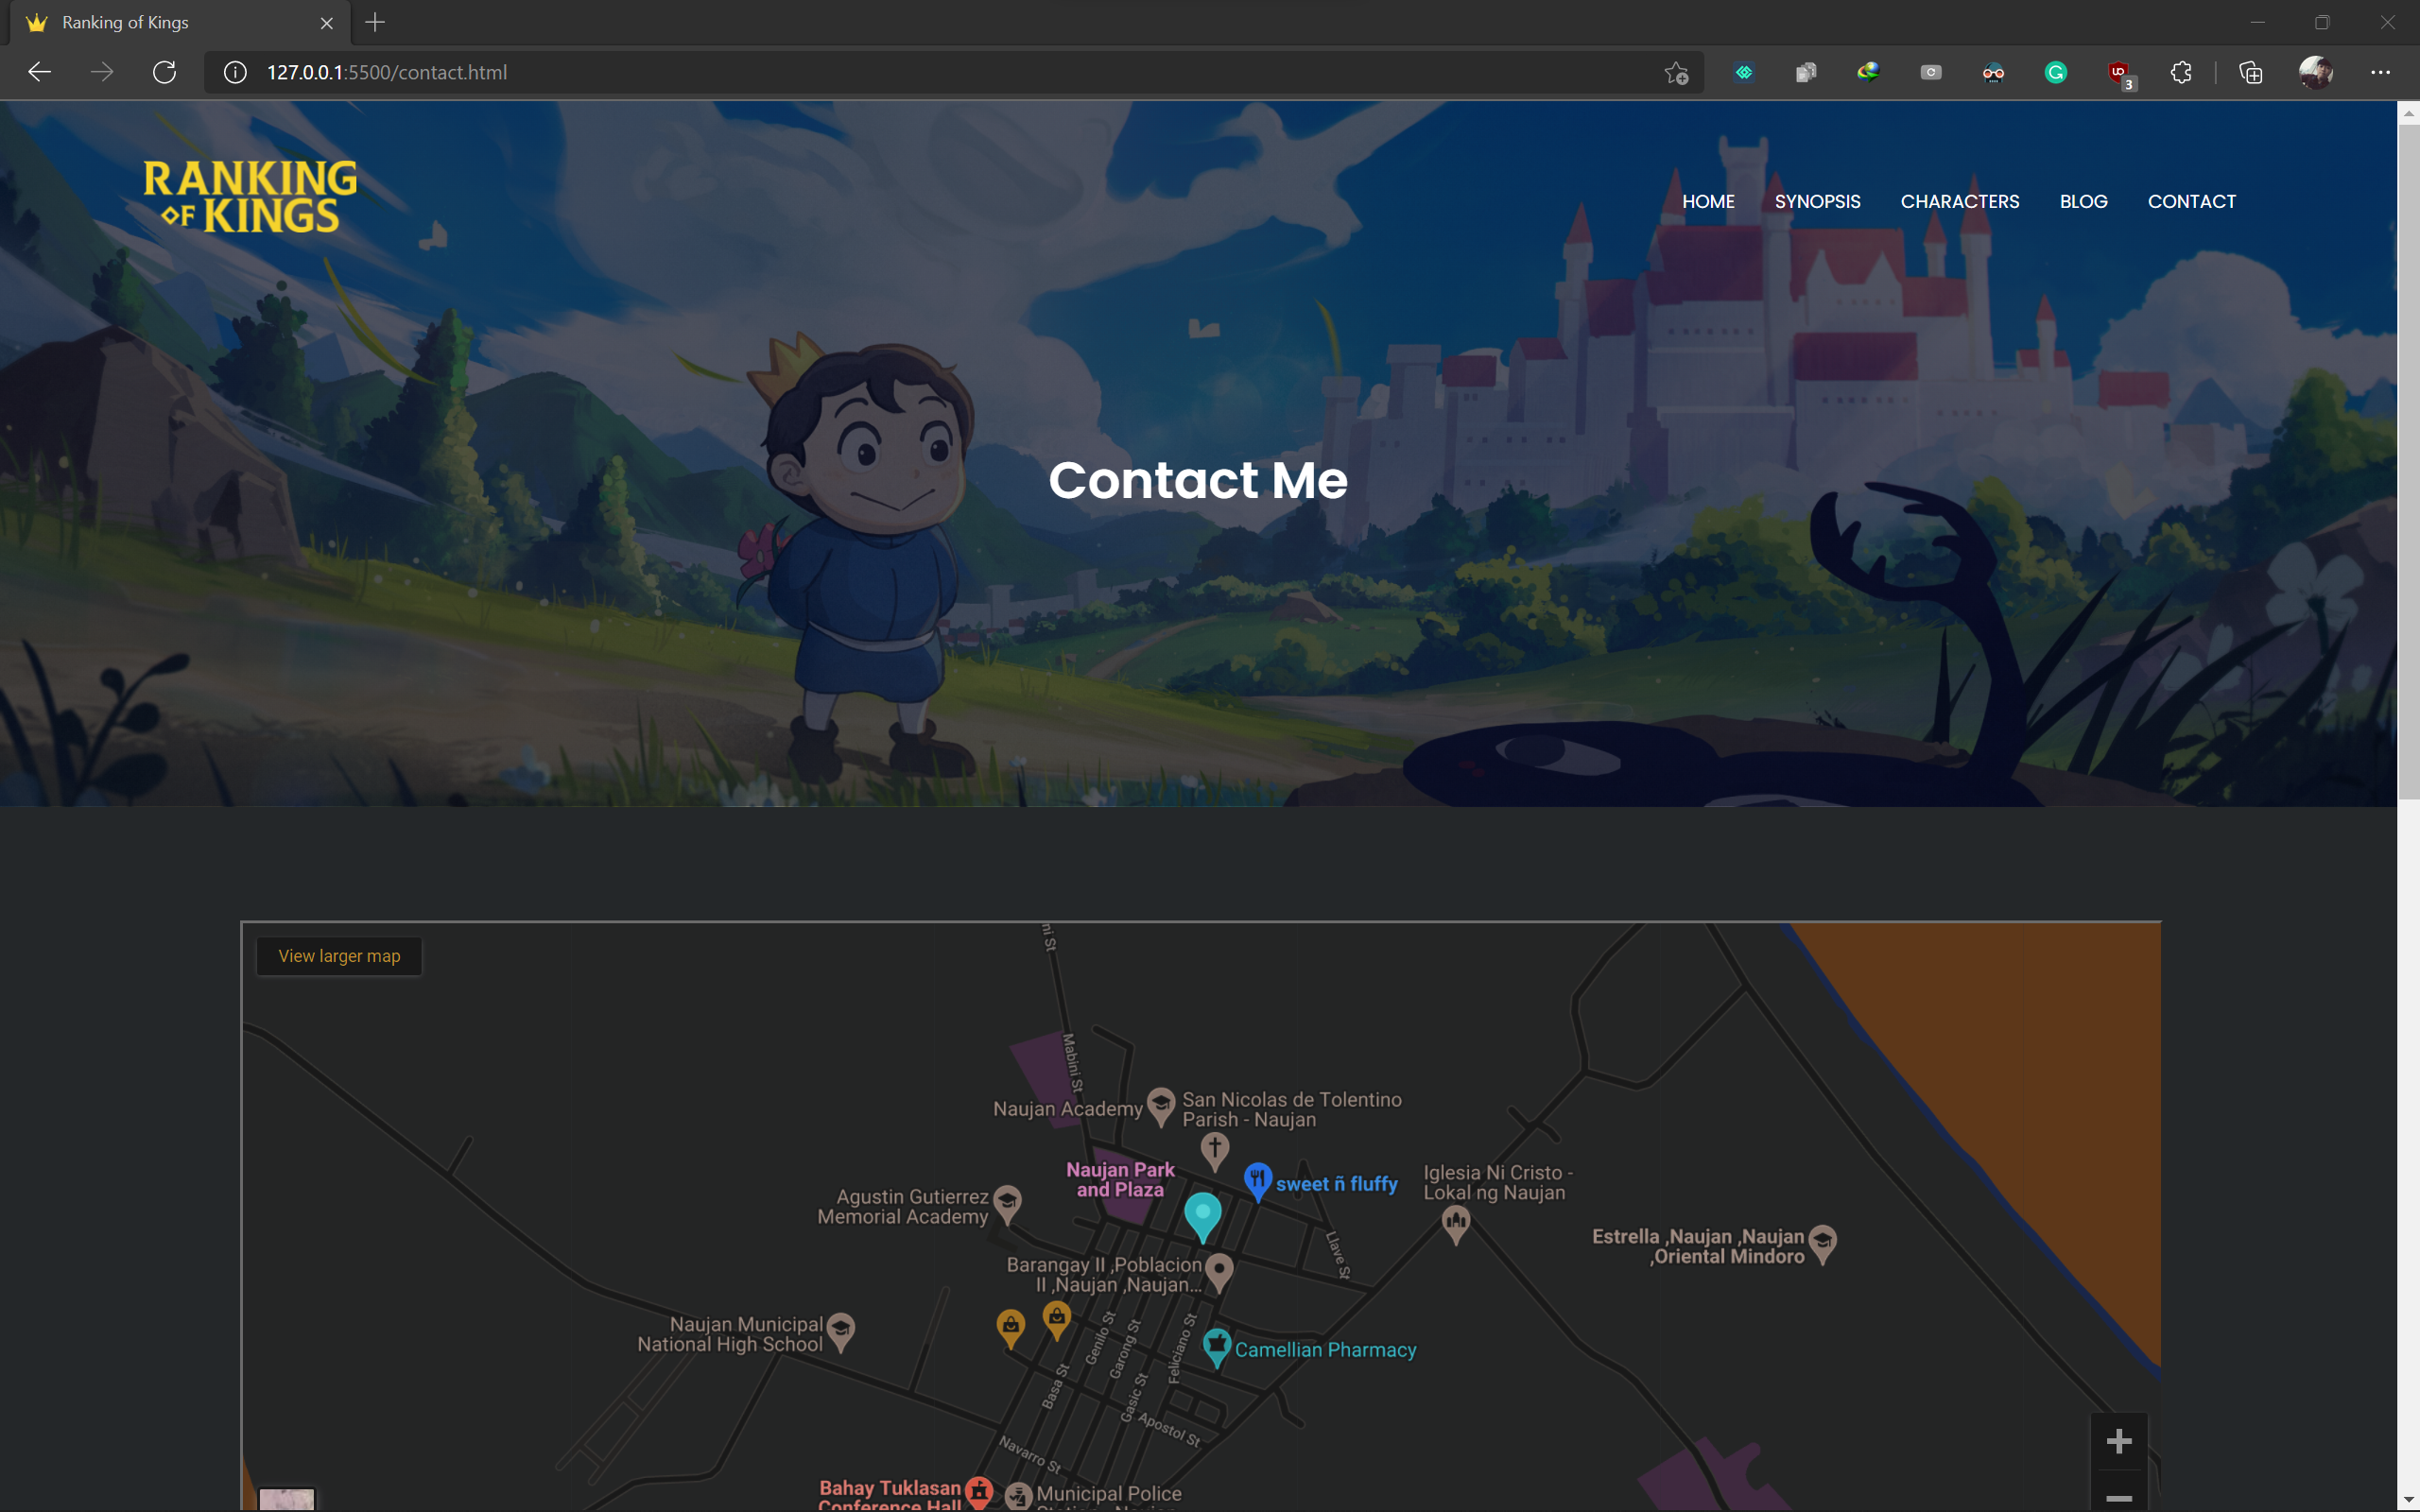 Ranking of Kings
127.0.0.1:5500/contact.html
3
RANKING
OF KINGS
HOME
SYNOPSIS
CHARACTERS
BLOG
CONTACT
Contact Me
View larger map
ni St
Mabini St
Naujan Academy
San Nicolas de Tolentino
Parish - Naujan
Naujan Park
and Plaza
sweet ñ fluffy
Iglesia Ni Cristo -
Lokal ng Naujan
Agustin Gutierrez
Memorial Academy
Llave St
Estrella ,Naujan ,Naujan
,Oriental Mindoro
Barangay II ,Poblacion
II ,Naujan ,Naujan...
Naujan Municipal
National High School
Genilo St
Garong St
Feliciano St
Camellian Pharmacy
Basa St
Gasic St
Apostol St
Navarro St
Bahay Tuklasan
Conference Hall
Municipal Police